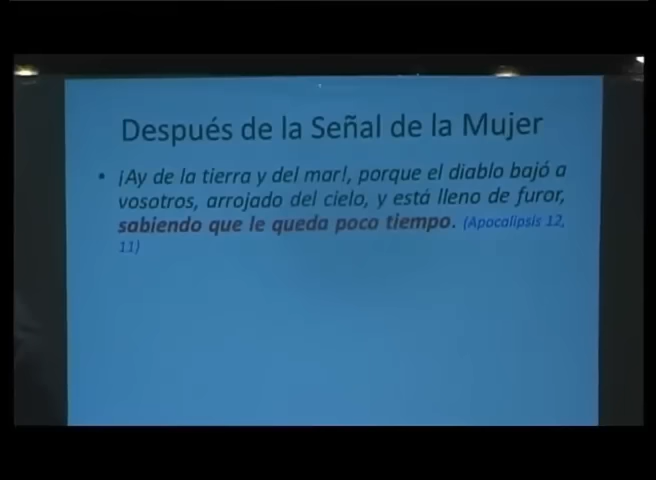 Después de la Señal de la Mujer
• ¡Ay de la tierra y del mar!, porque el diablo bajó a
vosotros, arrojado del cielo, y está lleno de furor,
sabiendo que le queda poco tiempo. (Apocalipsis 12,
11)